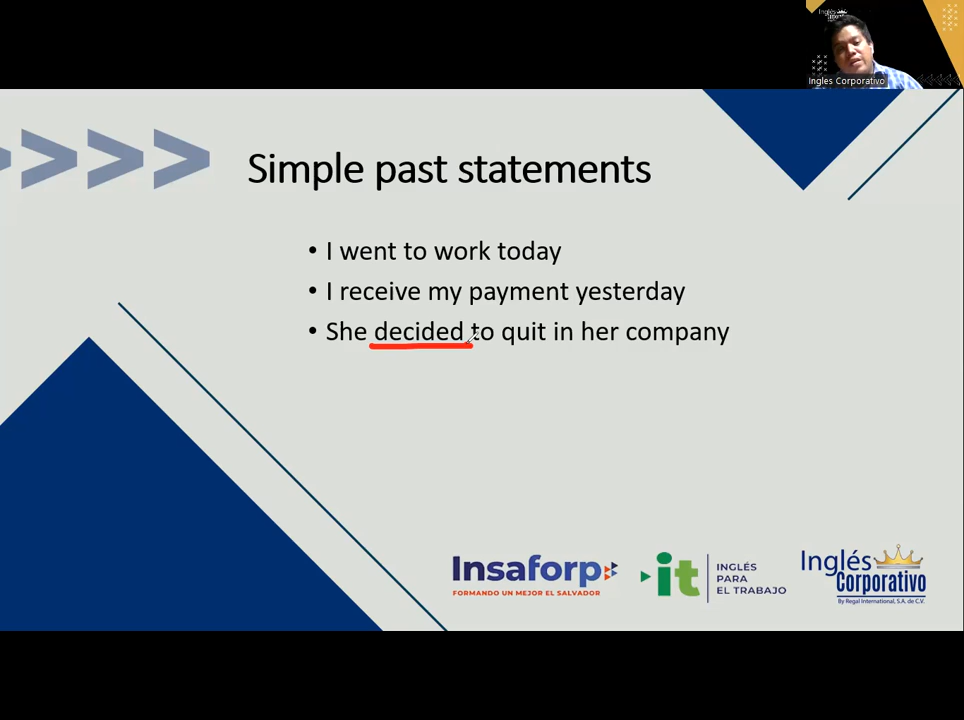 Inglés
Ingles Corporativo
Simple past statements
• I went to work today
• I receive my payment yesterday
• She decided to quit in her company
Insaforp
FORMANDO UN MEJOR EL SALVADOR
it
INGLÉS
PARA
EL TRABAJO
Inglés
Corporativo
By Regal International, S.A. de C.V.